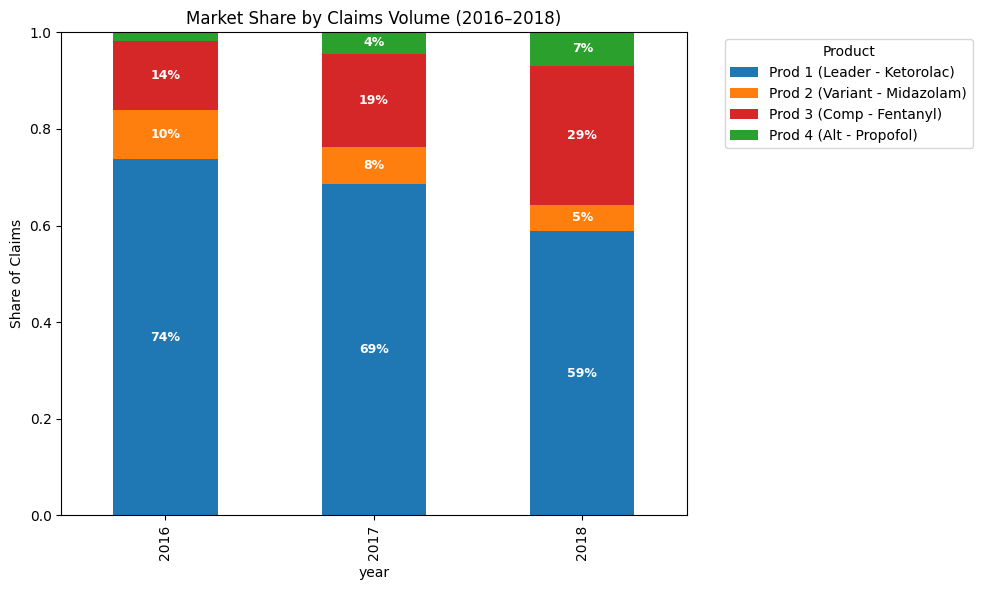 Market Share by Claims Volume (2016–2018)
Share of Claims
1.0
0.8
0.6
0.4
0.2
0.0
14%
10%
74%
4%
19%
8%
69%
7%
29%
5%
59%
2016
2017
2018
year
Product
Prod 1 (Leader - Ketorolac)
Prod 2 (Variant - Midazolam)
Prod 3 (Comp - Fentanyl)
Prod 4 (Alt - Propofol)